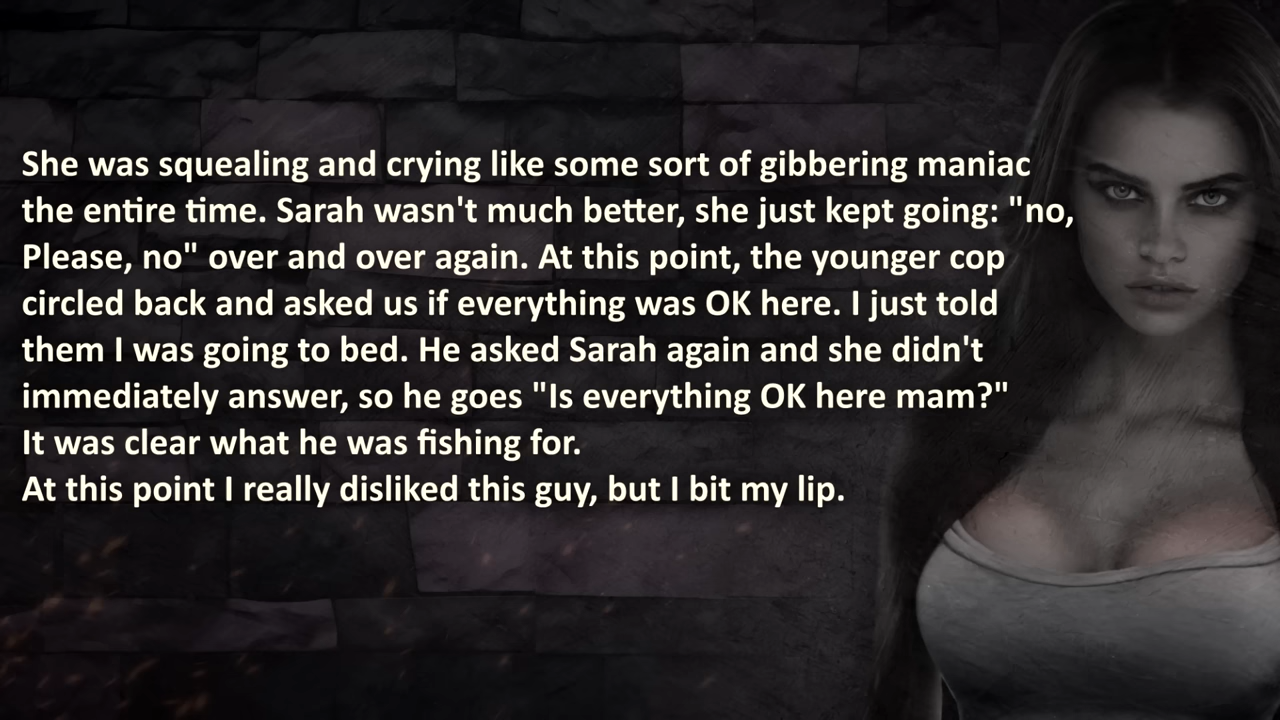 She was squealing and crying like some sort of gibbering maniac
the entire time. Sarah wasn't much better, she just kept going: "no,
Please, no" over and over again. At this point, the younger cop
circled back and asked us if everything was OK here. I just told
them I was going to bed. He asked Sarah again and she didn't
immediately answer, so he goes "Is everything OK here mam?"
It was clear what he was fishing for.
At this point I really disliked this guy, but I bit my lip.